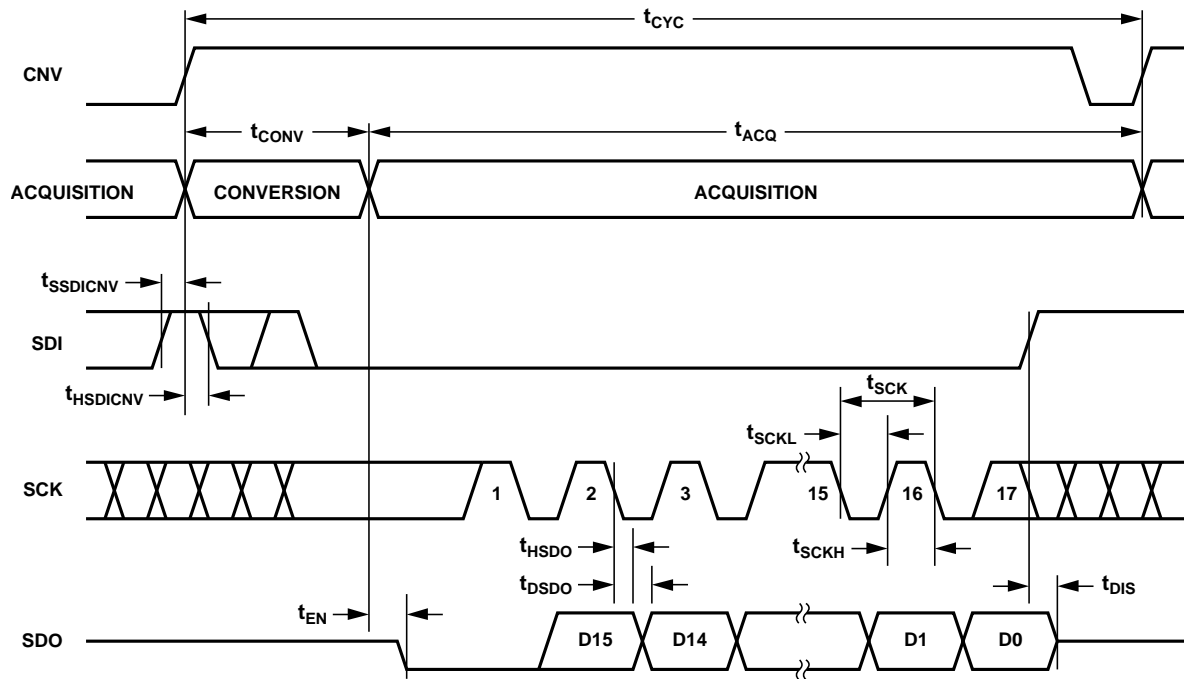 tCYC
CNV
tCONV
tACQ
ACQUISITION
CONVERSION
ACQUISITION
tSSDICNV
SDI
tHSDICNV
tSCK
tSCKL
SCK
1
2
3
15
16
17
tHSDO
tSCKH
tDSDO
tDIS
tEN
SDO
D15
D14
D1
D0